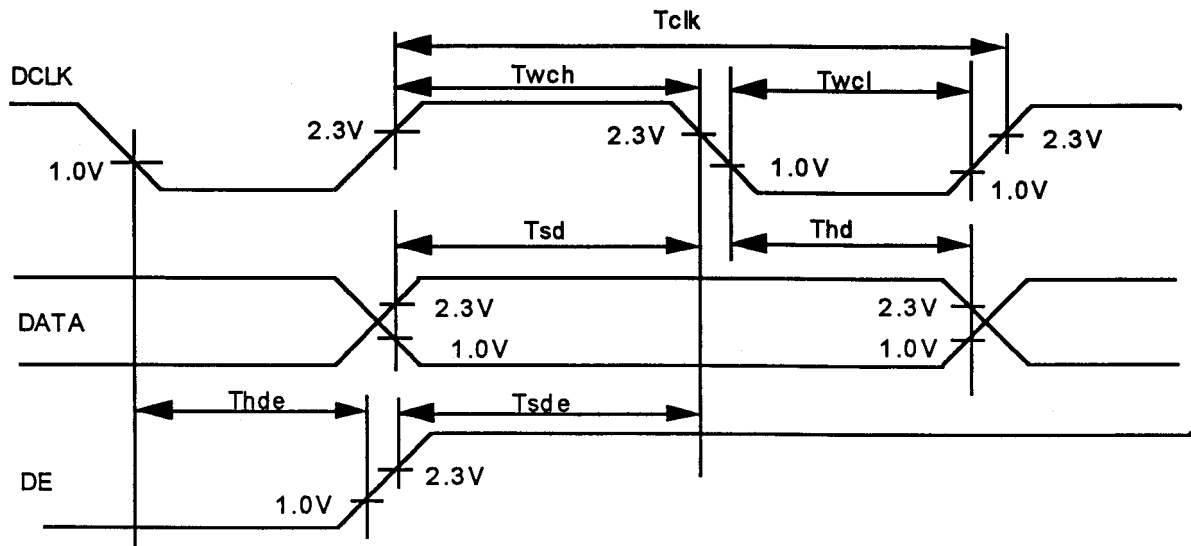 Tclk
DCLK
Twch
Twcl
2.3V
2.3V
2.3V
1.0V
1.0V
1.0V
Tsd
Thd
DATA
2.3V
2.3V
1.0V
1.0V
Thde
Tsde
DE
2.3V
1.0V